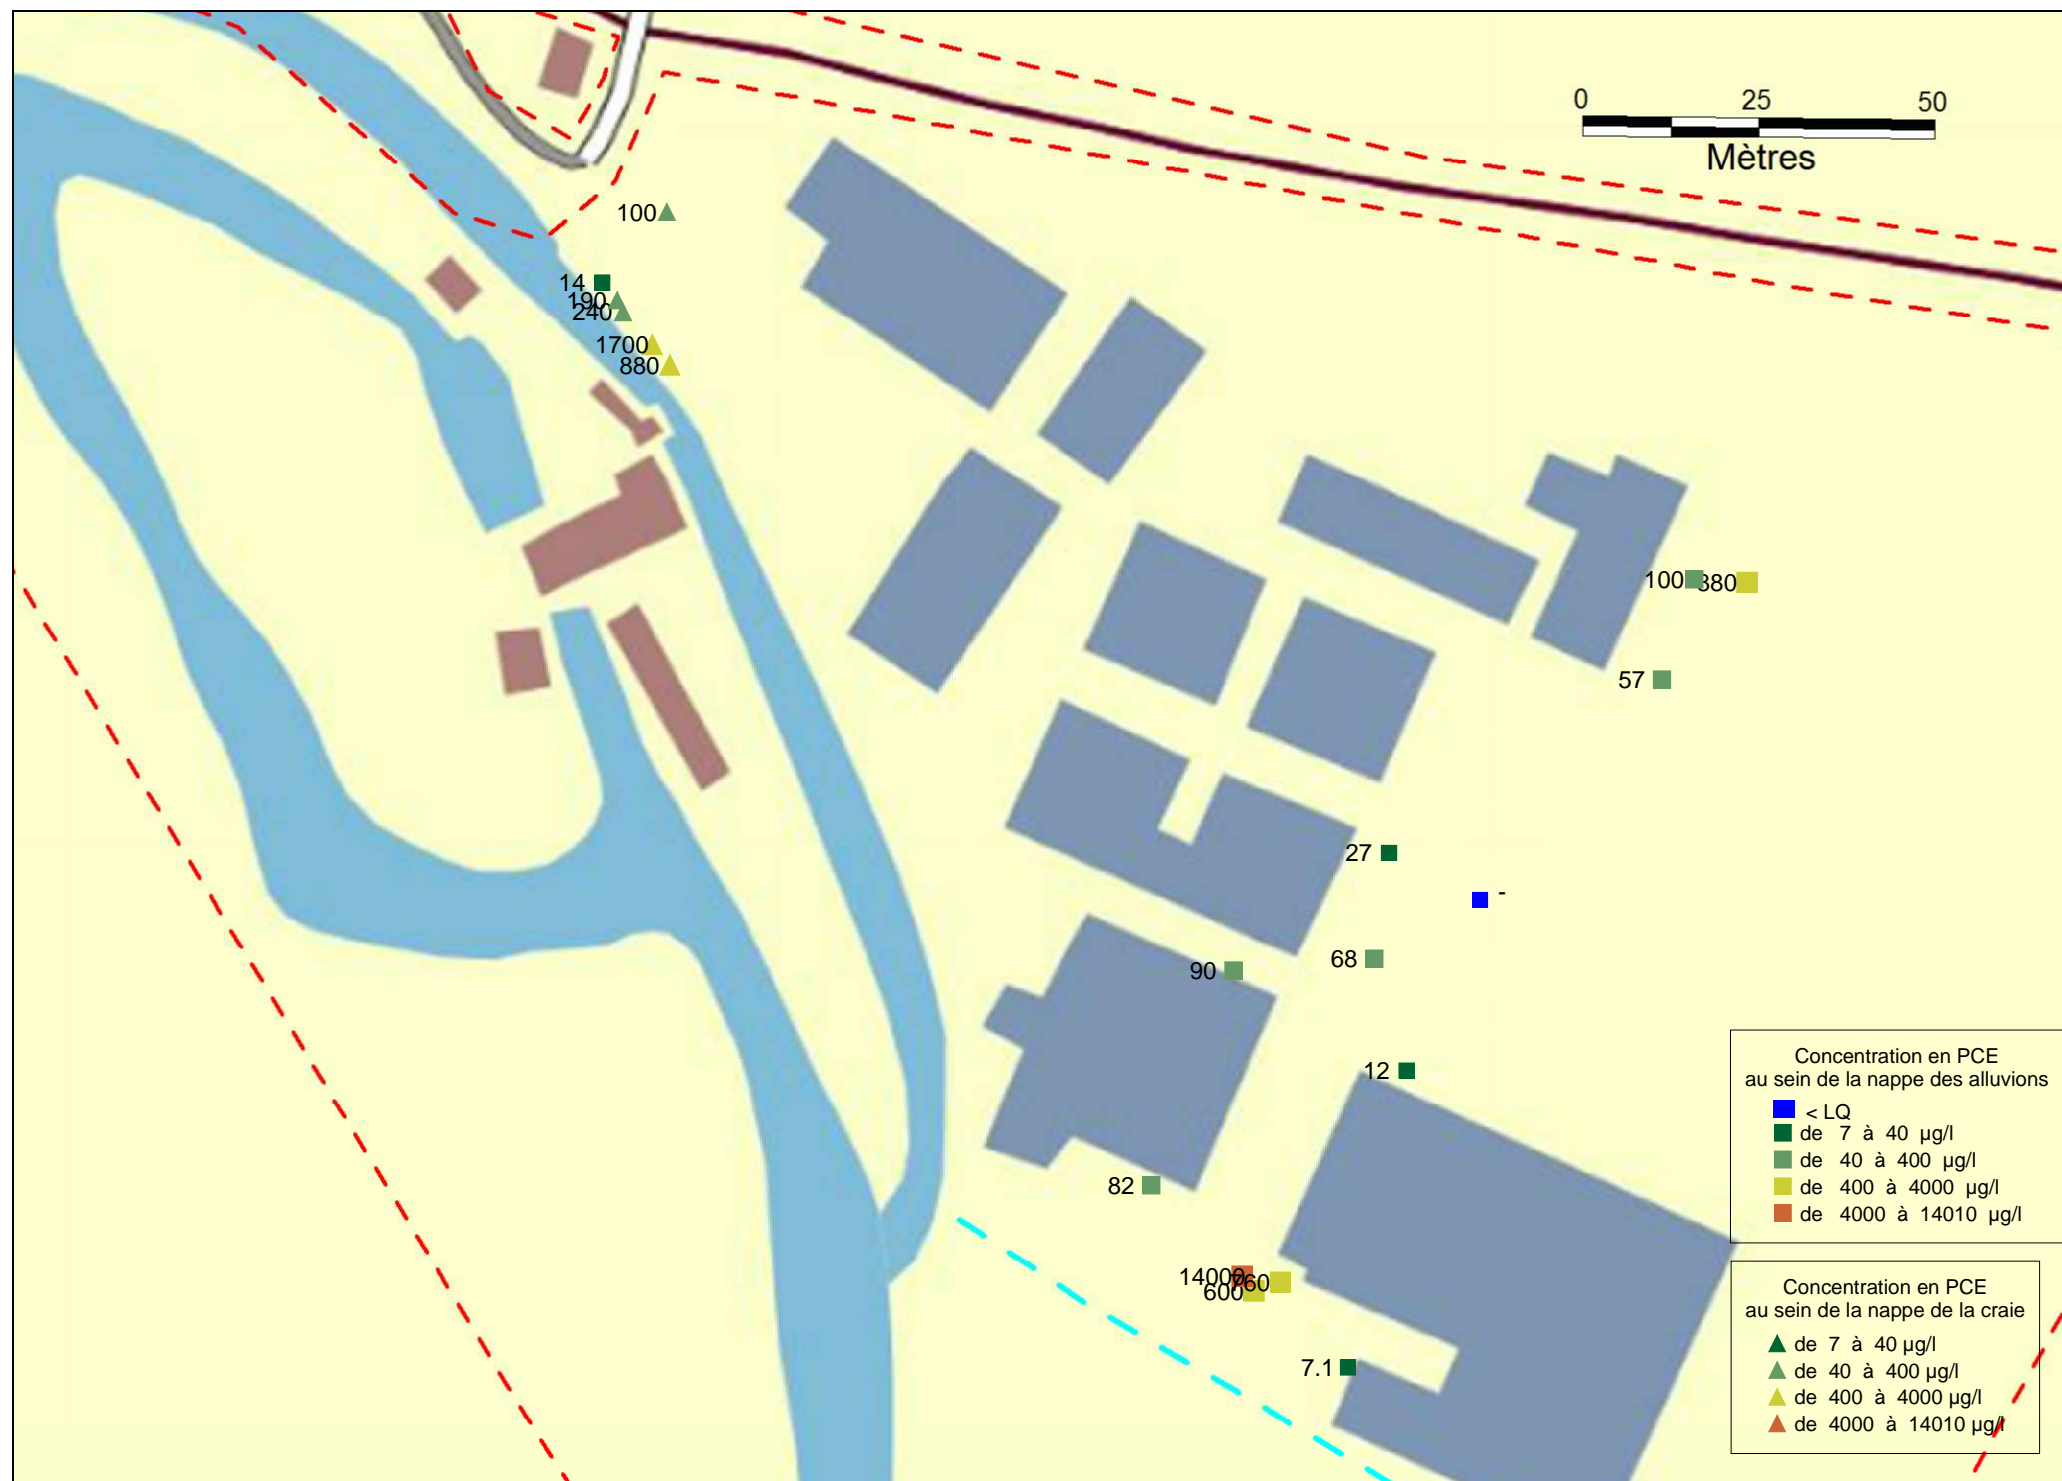 0 25 50
Mètres
100
14
190
240
1700
880
100
57
27
-
68
90
12
82
14000
760
600
7.1
Concentration en PCE
au sein de la nappe des alluvions
< LQ
de 7 à 40 µg/l
de 40 à 400 µg/l
de 400 à 4000 µg/l
de 4000 à 14010 µg/l
Concentration en PCE
au sein de la nappe de la craie
de 7 à 40 µg/l
de 40 à 400 µg/l
de 400 à 4000 µg/l
de 4000 à 14010 µg/l